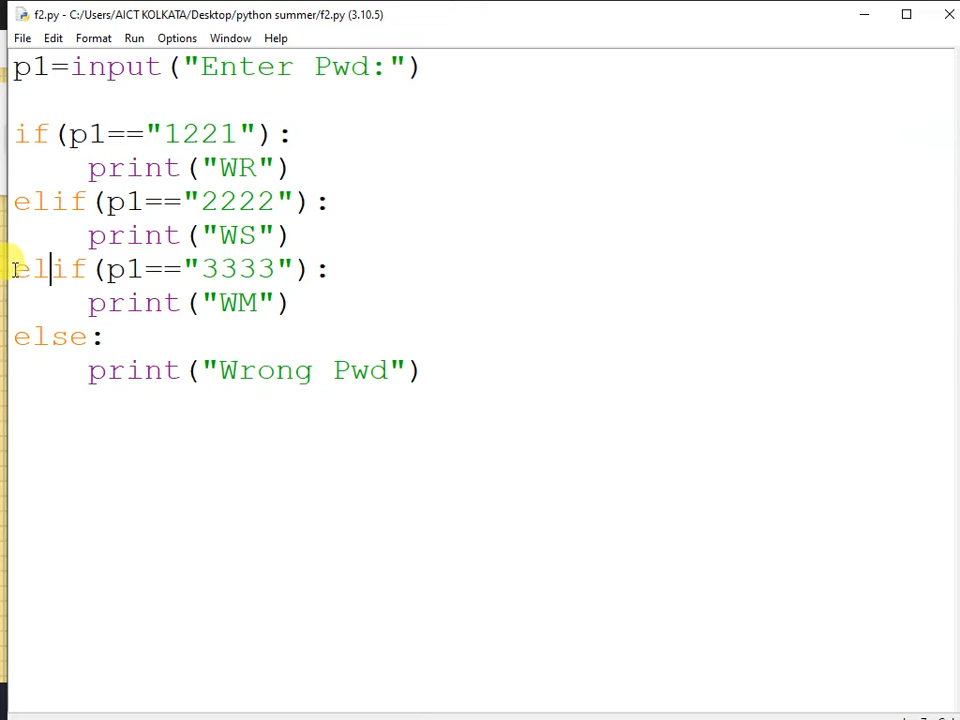 f2.py - C:/Users/AICT KOLKATA/Desktop/python summer/f2.py (3.10.5)
File Edit Format Run Options Window Help
p1=input("Enter Pwd:")
if(p1=="1221"):
    print("WR")
elif(p1=="2222"):
    print("WS")
elif(p1=="3333"):
    print("WM")
else:
    print("Wrong Pwd")